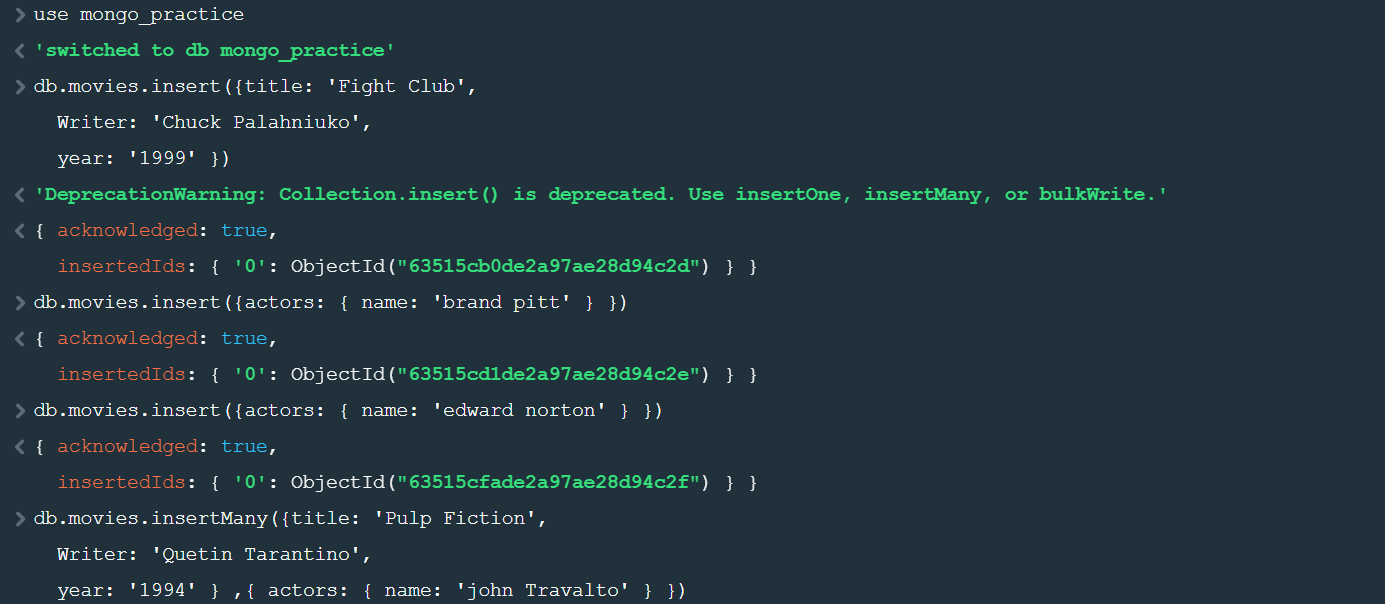 > use mongo_practice
< 'switched to db mongo_practice'
> db.movies.insert({title: 'Fight Club',
Writer: 'Chuck Palahniuko',
year: '1999' })
< 'DeprecationWarning: Collection.insert() is deprecated. Use insertOne, insertMany, or bulkWrite.'
< { acknowledged: true,
insertedIds: { '0': ObjectId("63515cb0de2a97ae28d94c2d") } }
> db.movies.insert({actors: { name: 'brand pitt' } })
< { acknowledged: true,
insertedIds: { '0': ObjectId("63515cd1de2a97ae28d94c2e") } }
> db.movies.insert({actors: { name: 'edward norton' } })
< { acknowledged: true,
insertedIds: { '0': ObjectId("63515cfade2a97ae28d94c2f") } }
> db.movies.insertMany({title: 'Pulp Fiction',
Writer: 'Quetin Tarantino',
year: '1994' } ,{ actors: { name: 'john Travalto' } })